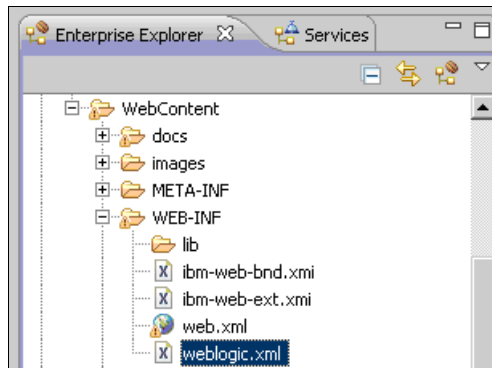 Enterprise Explorer Services
WebContent
docs
images
META-INF
WEB-INF
lib
ibm-web-bnd.xmi
ibm-web-ext.xmi
web.xml
weblogic.xml